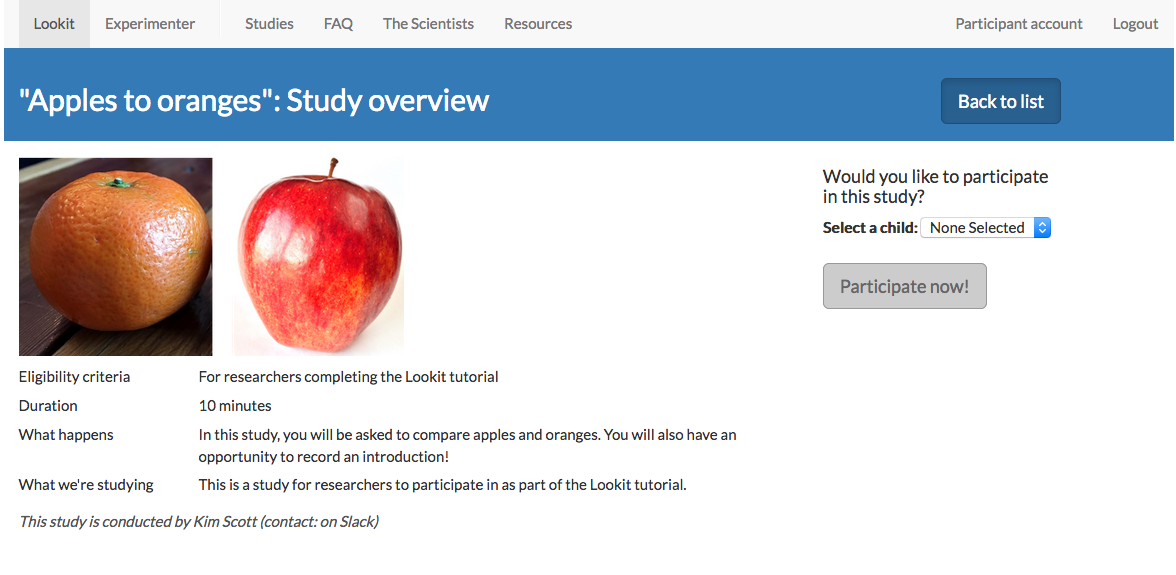 Lookit Experimenter Studies FAQ The Scientists Resources Participant account Logout
"Apples to oranges": Study overview
Back to list
Would you like to participate
in this study?
Select a child: None Selected
Participate now!
Eligibility criteria For researchers completing the Lookit tutorial
Duration 10 minutes
What happens In this study, you will be asked to compare apples and oranges. You will also have an
opportunity to record an introduction!
What we're studying This is a study for researchers to participate in as part of the Lookit tutorial.
This study is conducted by Kim Scott (contact: on Slack)